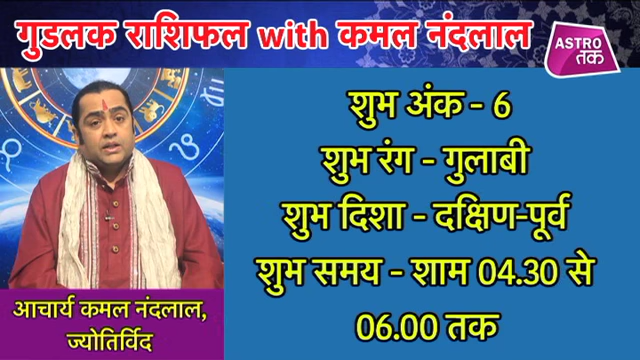 गुडलक राशिफल with कमल नंदलाल
ASTRO
तक
शुभ अंक - 6
शुभ रंग - गुलाबी
शुभ दिशा - दक्षिण-पूर्व
शुभ समय - शाम 04.30 से
06.00 तक
आचार्य कमल नंदलाल,
ज्योतिर्विद